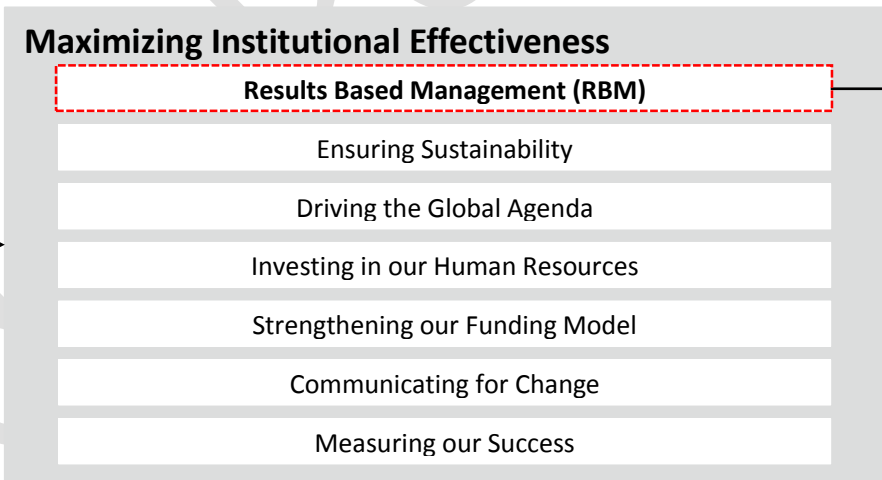 Maximizing Institutional Effectiveness
Results Based Management (RBM)
Ensuring Sustainability
Driving the Global Agenda
Investing in our Human Resources
Strengthening our Funding Model
Communicating for Change
Measuring our Success